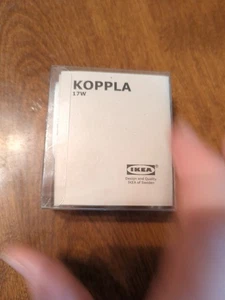 KOPPLA
17W
IKEA
Design and Quality
IKEA of Sweden